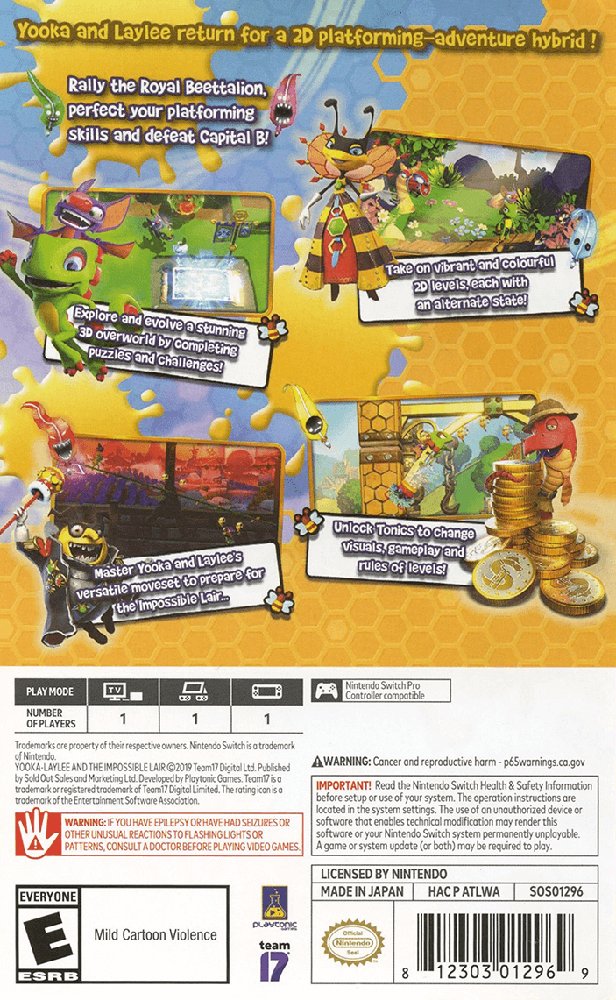 Yooka and Laylee return for a 2D platforming-adventure hybrid !
Rally the Royal Beettalion,
perfect your platforming
skills and defeat Capital B!
Take on vibrant and colourful
2D levels, each with
an alternate state!
Explore and evolve a stunning
3D overworld by completing
puzzles and challenges!
Unlock Tonics to change
visuals, gameplay and
rules of levels!
Master Yooka and Laylee's
versatile moveset to prepare for
the Impossible Lair...
PLAY MODE
TV
NUMBER
OF PLAYERS
1
1
1
Nintendo Switch Pro
Controller compatible
Trademarks are property of their respective owners. Nintendo Switch is a trademark
of Nintendo.
YOOKA-LAYLEE AND THE IMPOSSIBLE LAIR © 2019 Team17 Digital Ltd. Published
by Sold Out Sales and Marketing Ltd. Developed by Playtonic Games. Team17 is a
trademark or registered trademark of Team17 Digital Limited. The rating icon is a
trademark of the Entertainment Software Association.
WARNING: IF YOU HAVE EPILEPSY OR HAVE HAD SEIZURES OR
OTHER UNUSUAL REACTIONS TO FLASHING LIGHTS OR
PATTERNS, CONSULT A DOCTOR BEFORE PLAYING VIDEO GAMES.
WARNING: Cancer and reproductive harm - p65warnings.ca.gov
IMPORTANT! Read the Nintendo Switch Health & Safety Information
before setup or use of your system. The operation instructions are
located in the system settings. The use of an unauthorized device or
software that enables technical modification may render this
software or your Nintendo Switch system permanently unplayable.
A game or system update (or both) may be required to play.
LICENSED BY NINTENDO
MADE IN JAPAN
HAC P ATLWA
SOS01296
EVERYONE
E
ESRB
Mild Cartoon Violence
playtonic
games
team
17
Official
Nintendo
Seal
8 12303 01296 9